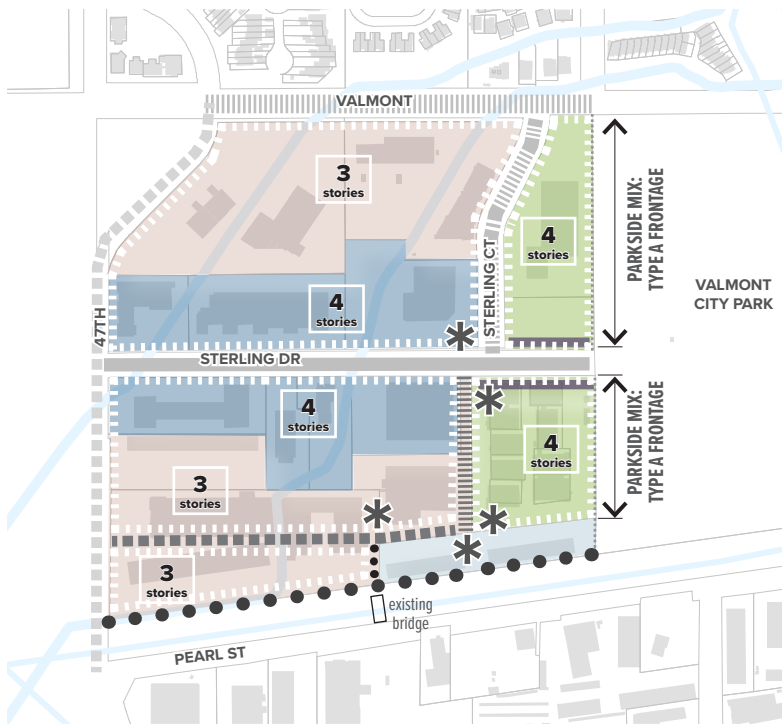 VALMONT
3
stories
4
stories
PARKSIDE MIX:
TYPE A FRONTAGE
VALMONT
CITY PARK
4
stories
STERLING CT
47TH
STERLING DR
4
stories
PARKSIDE MIX:
TYPE A FRONTAGE
4
stories
3
stories
3
stories
existing
bridge
PEARL ST